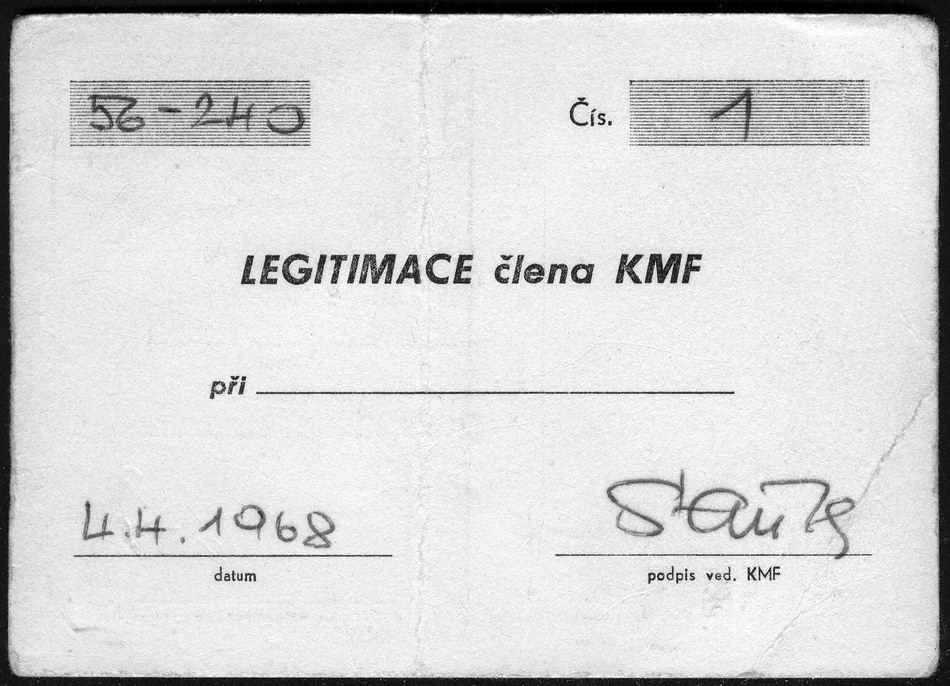 56-240 Čís. 1
LEGITIMACE člena KMF
při
4.4.1968
datum podpis ved. KMF